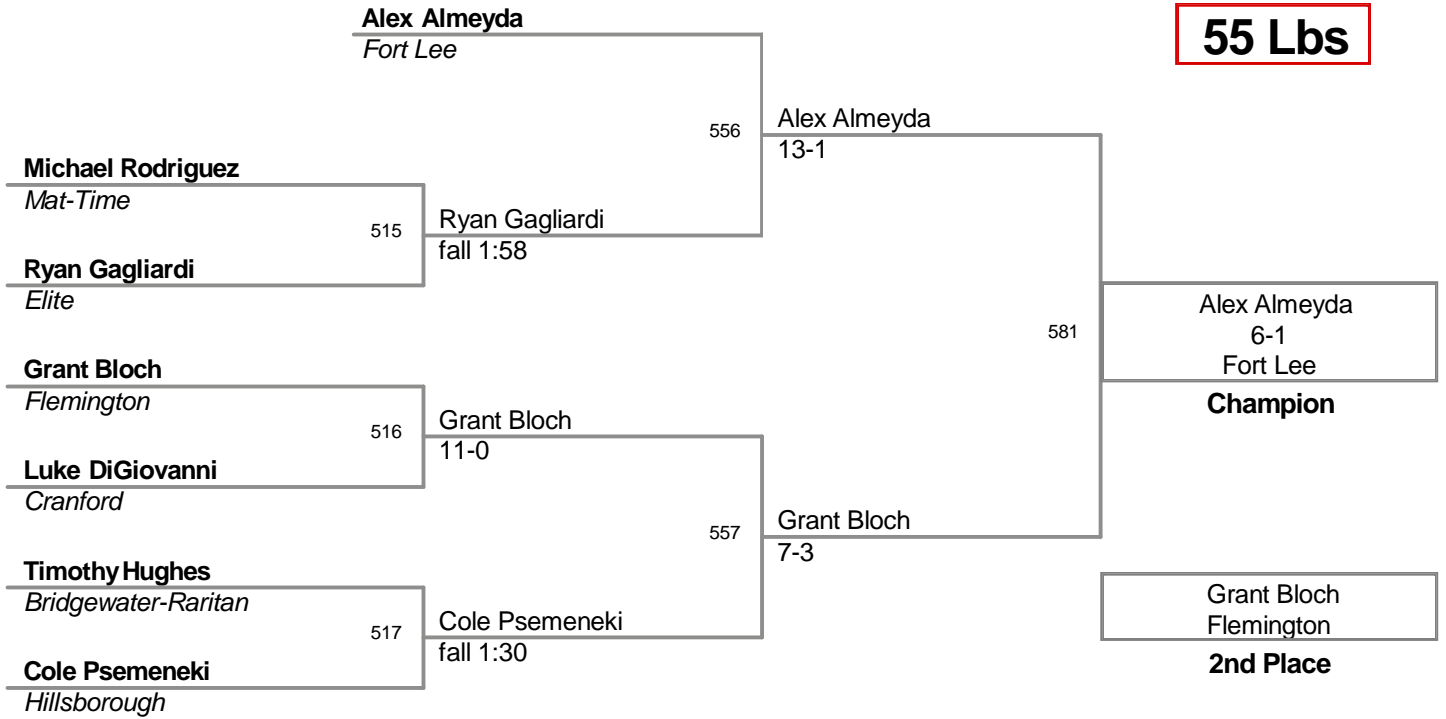 Alex Almeyda
Fort Lee
55 Lbs
556
Alex Almeyda
13-1
Michael Rodriguez
Mat-Time
515
Ryan Gagliardi
fall 1:58
Ryan Gagliardi
Elite
581
Alex Almeyda
6-1
Fort Lee
Champion
Grant Bloch
Flemington
516
Grant Bloch
11-0
Luke DiGiovanni
Cranford
557
Grant Bloch
7-3
Timothy Hughes
Bridgewater-Raritan
517
Cole Psemeneki
fall 1:30
Cole Psemeneki
Hillsborough
Grant Bloch
Flemington
2nd Place